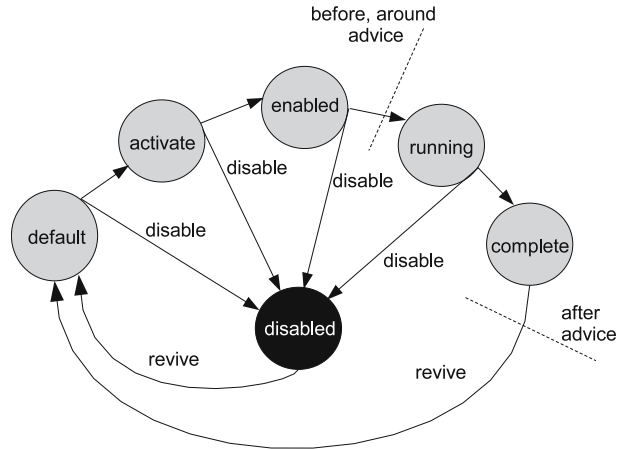 before, around
advice
enabled
activate
running
disable
disable
default
disable
disable
complete
disabled
after
advice
revive
revive